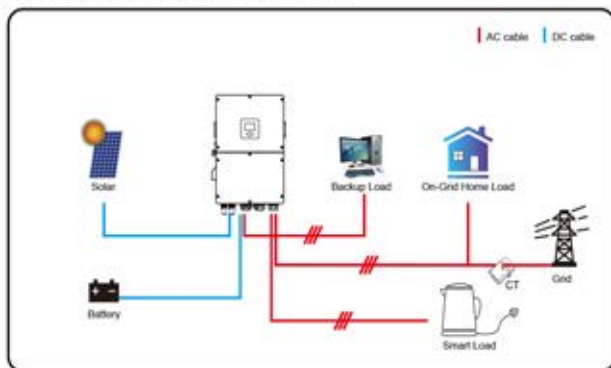 AC cable
DC cable
Solar
Backup Load
On-Grid Home Load
CT
Grid
Battery
Smart Load